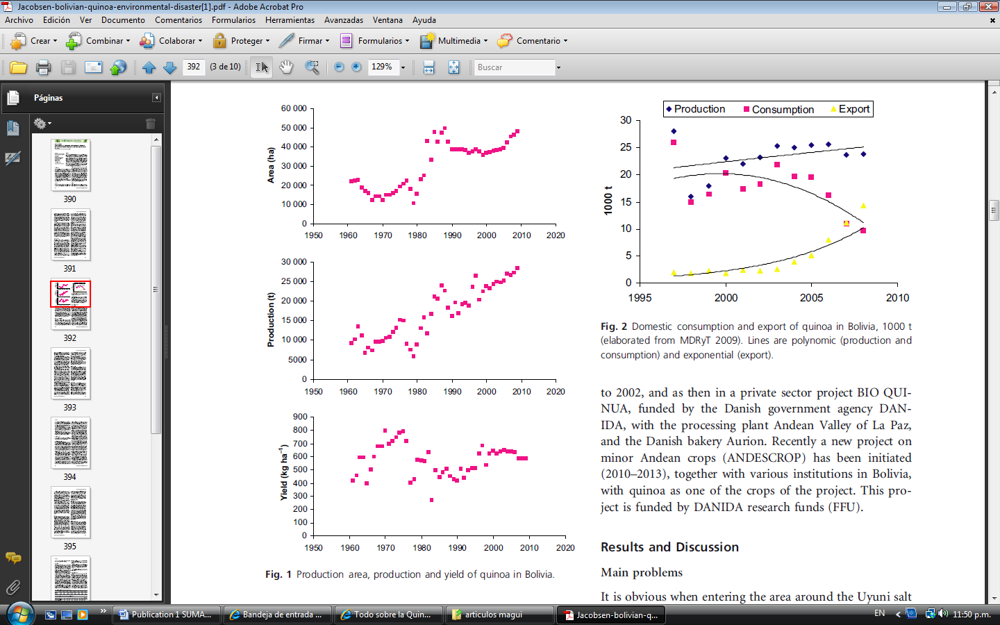 Jacobsen-bolivian-quinoa-environmental-disaster[1].pdf - Adobe Acrobat Pro
Archivo Edición Ver Documento Comentarios Formularios Herramientas Avanzadas Ventana Ayuda
Crear Combinar Colaborar Proteger Firmar Formularios Multimedia Comentario
392 (3 de 10) 129% Buscar
Páginas
390
391
392
393
394
395
60 000
50 000
40 000
30 000
20 000
10 000
0
Area (ha)
1950 1960 1970 1980 1990 2000 2010 2020
30 000
25 000
20 000
15 000
10 000
5000
0
Production (t)
1950 1960 1970 1980 1990 2000 2010 2020
900
800
700
600
500
400
300
200
100
0
Yield (kg ha⁻¹)
1950 1960 1970 1980 1990 2000 2010 2020
Fig. 1 Production area, production and yield of quinoa in Bolivia.
Production Consumption Export
30
25
20
15
10
5
0
1000 t
1995 2000 2005 2010
Fig. 2 Domestic consumption and export of quinoa in Bolivia, 1000 t
(elaborated from MDRyT 2009). Lines are polynomic (production and
consumption) and exponential (export).
to 2002, and as then in a private sector project BIO QUI-
NUA, funded by the Danish government agency DAN-
IDA, with the processing plant Andean Valley of La Paz,
and the Danish bakery Aurion. Recently a new project on
minor Andean crops (ANDESCROP) has been initiated
(2010–2013), together with various institutions in Bolivia,
with quinoa as one of the crops of the project. This pro-
ject is funded by DANIDA research funds (FFU).
Results and Discussion
Main problems
It is obvious when entering the area around the Uyuni salt
» Publication 1 SUMA... Bandeja de entrada ... Todo sobre la Quin... articulos magui Jacobsen-bolivian-q... EN 11:50 p.m.